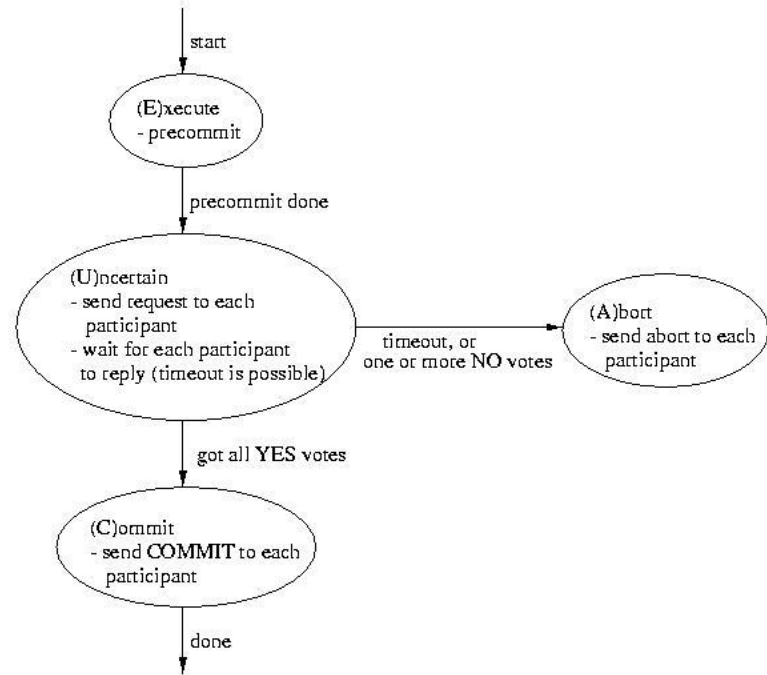 start
(E)xecute
- precommit
precommit done
(U)ncertain
- send request to each
participant
- wait for each participant
to reply (timeout is possible)
timeout, or
one or more NO votes
(A)bort
- send abort to each
participant
got all YES votes
(C)ommit
- send COMMIT to each
participant
done